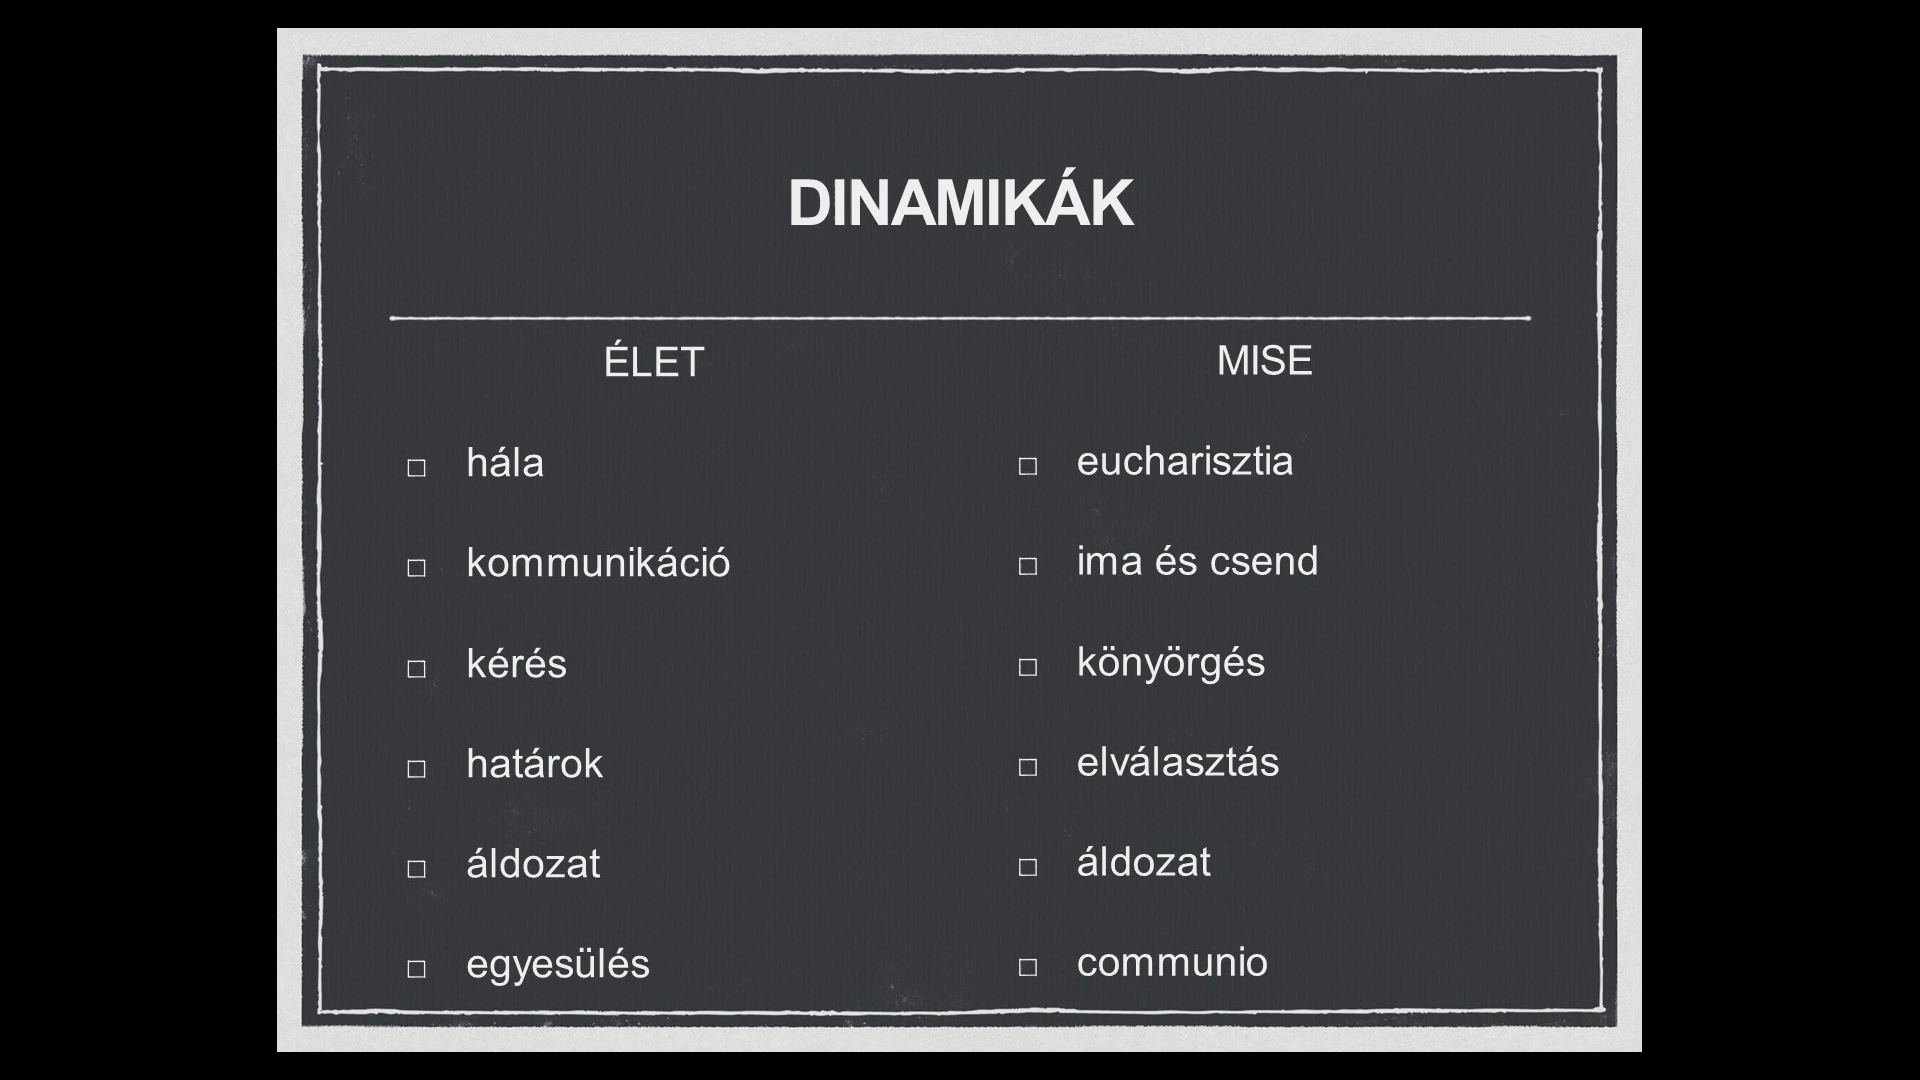 DINAMIKÁK
ÉLET
hála
kommunikáció
kérés
határok
áldozat
egyesülés
MISE
eucharisztia
ima és csend
könyörgés
elválasztás
áldozat
communio